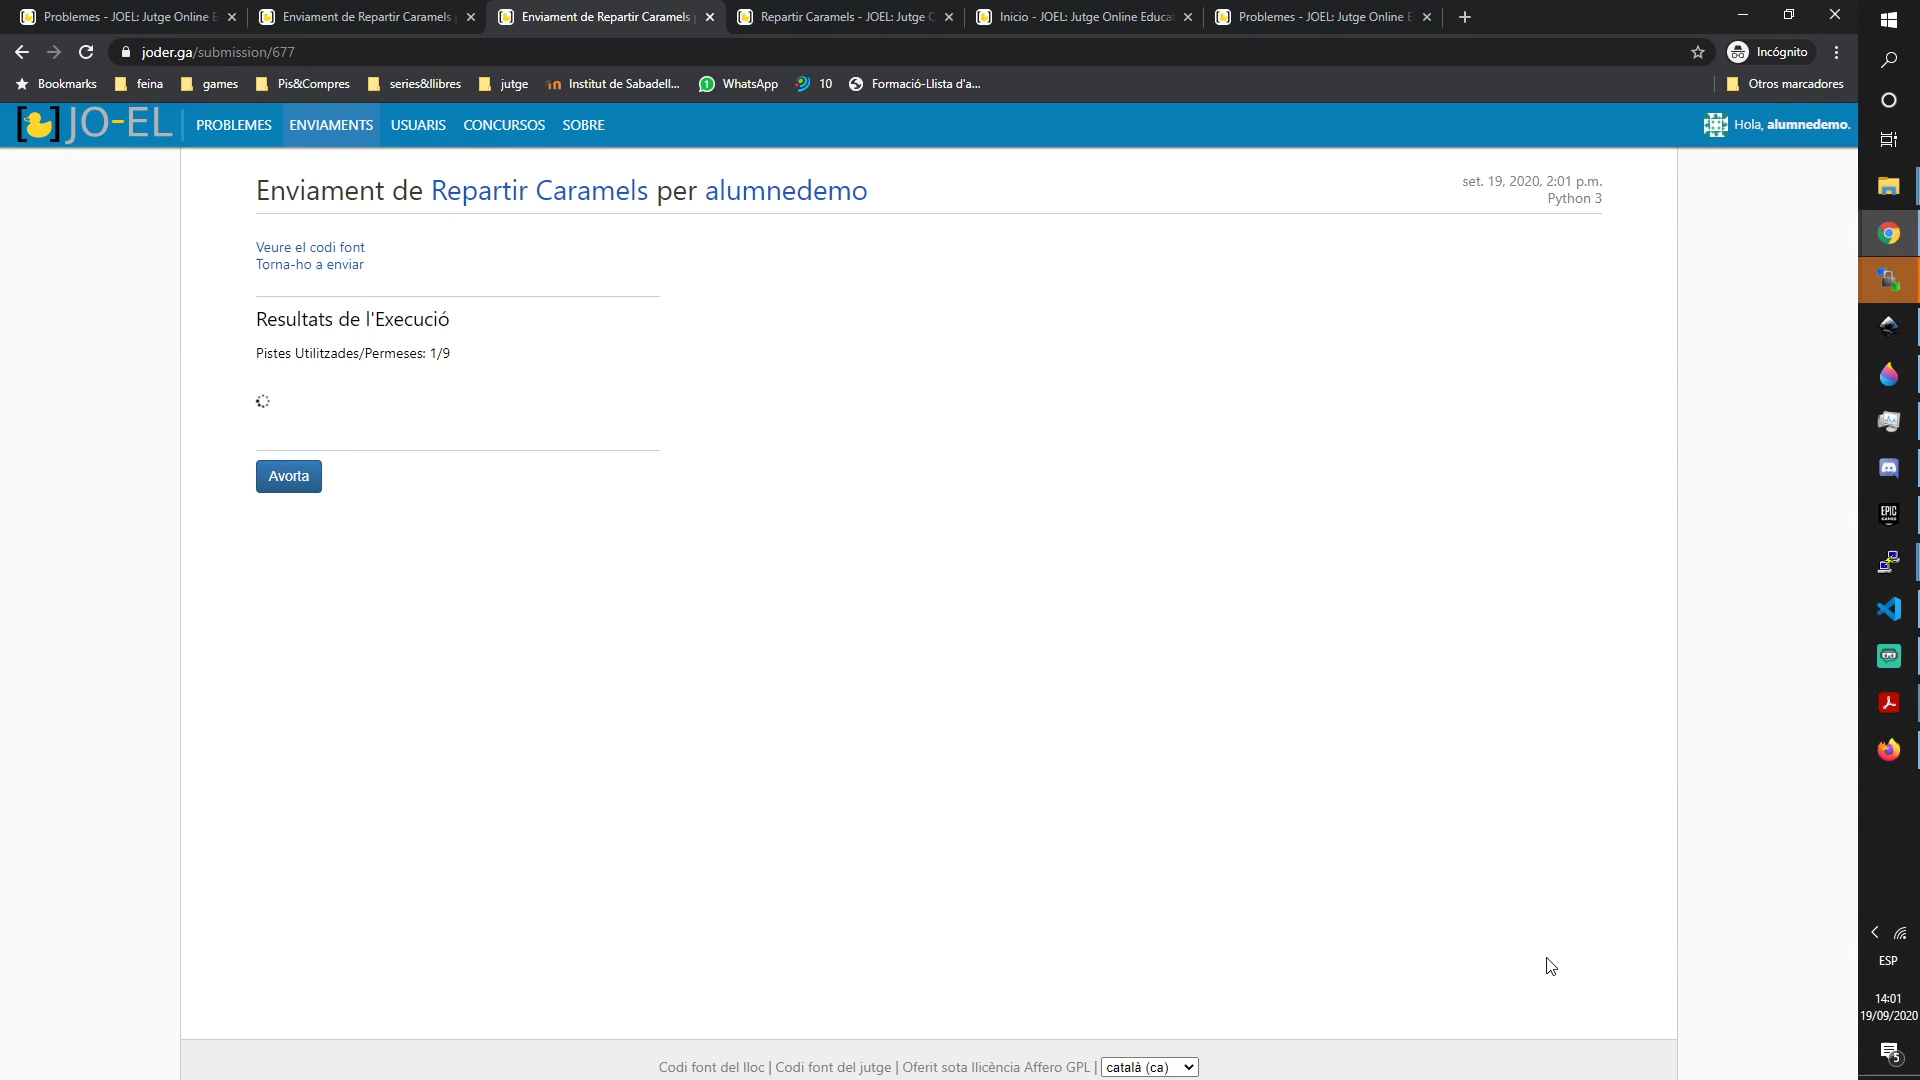 Problemes - JOEL: Jutge Online E
Enviament de Repartir Caramels p
Enviament de Repartir Caramels p
Repartir Caramels - JOEL: Jutge O
Inicio - JOEL: Jutge Online Educat
Problemes - JOEL: Jutge Online E
joder.ga/submission/677
Incógnito
Bookmarks
feina
games
Pis&Compres
series&llibres
jutge
Institut de Sabadell...
WhatsApp
10
Formació-Llista d'a...
Otros marcadores
JO-EL
PROBLEMES
ENVIAMENTS
USUARIS
CONCURSOS
SOBRE
Hola, alumnedemo.
Enviament de Repartir Caramels per alumnedemo
set. 19, 2020, 2:01 p.m.
Python 3
Veure el codi font
Torna-ho a enviar
Resultats de l'Execució
Pistes Utilitzades/Permeses: 1/9
Avorta
EPIC
GAMES
ESP
14:01
19/09/2020
5
Codi font del lloc | Codi font del jutge | Oferit sota llicència Affero GPL | català (ca)